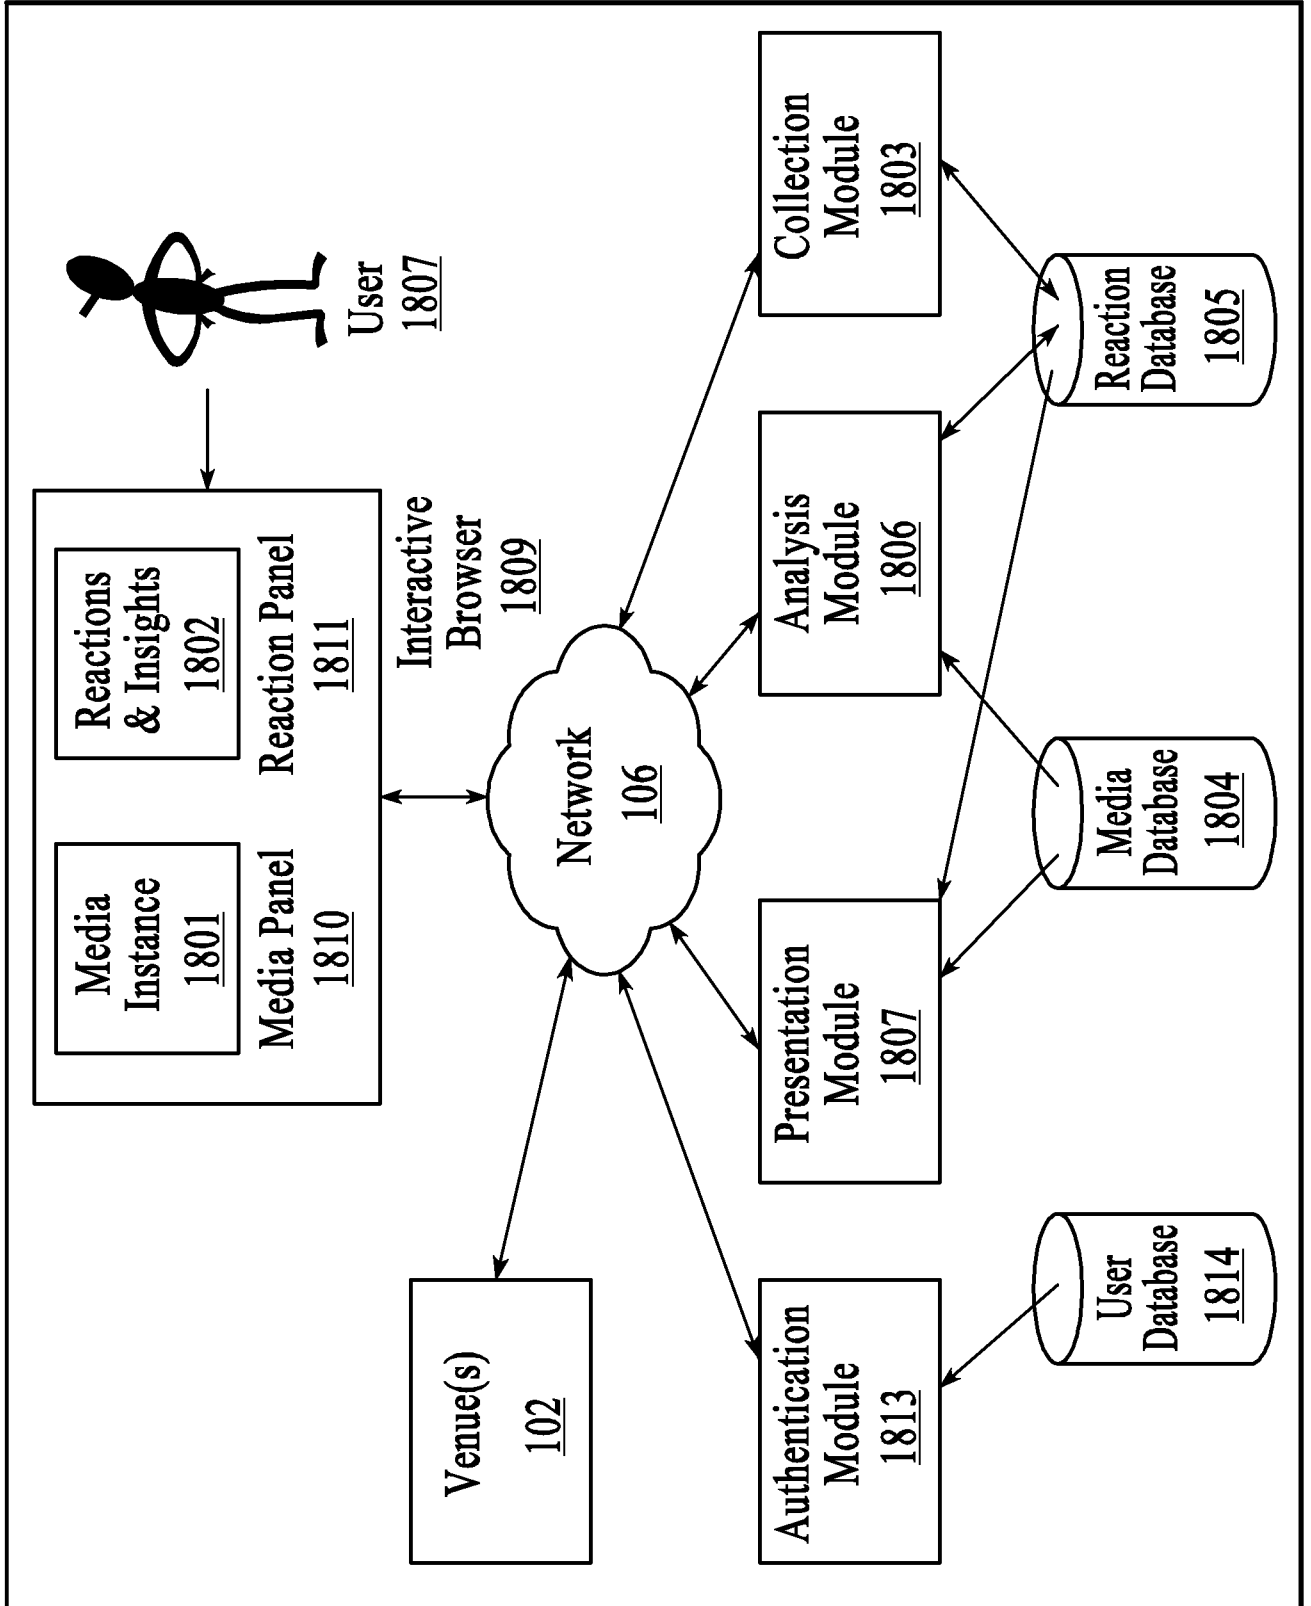 Media
Instance
1801
Media Panel
1810
Reactions
& Insights
1802
Reaction Panel
1811
Interactive
Browser
1809
User
1807
Venue(s)
102
Network
106
Authentication
Module
1813
Presentation
Module
1807
Analysis
Module
1806
Collection
Module
1803
User
Database
1814
Media
Database
1804
Reaction
Database
1805